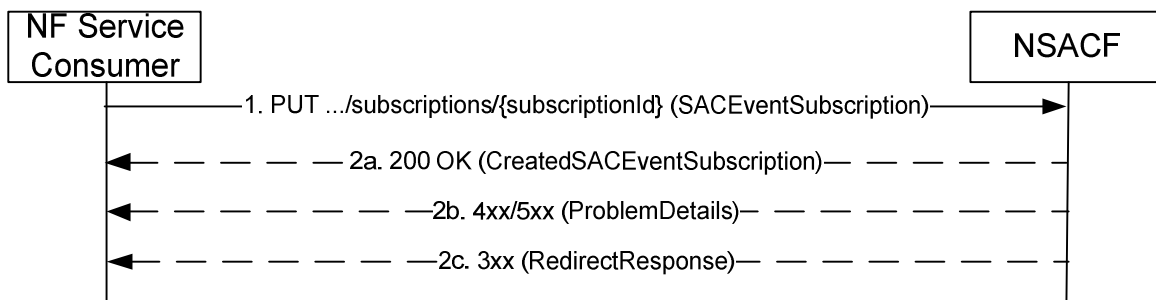 NF Service
Consumer
NSACF
1. PUT .../subscriptions/{subscriptionId} (SACEventSubscription)
2a. 200 OK (CreatedSACEventSubscription)
2b. 4xx/5xx (ProblemDetails)
2c. 3xx (RedirectResponse)